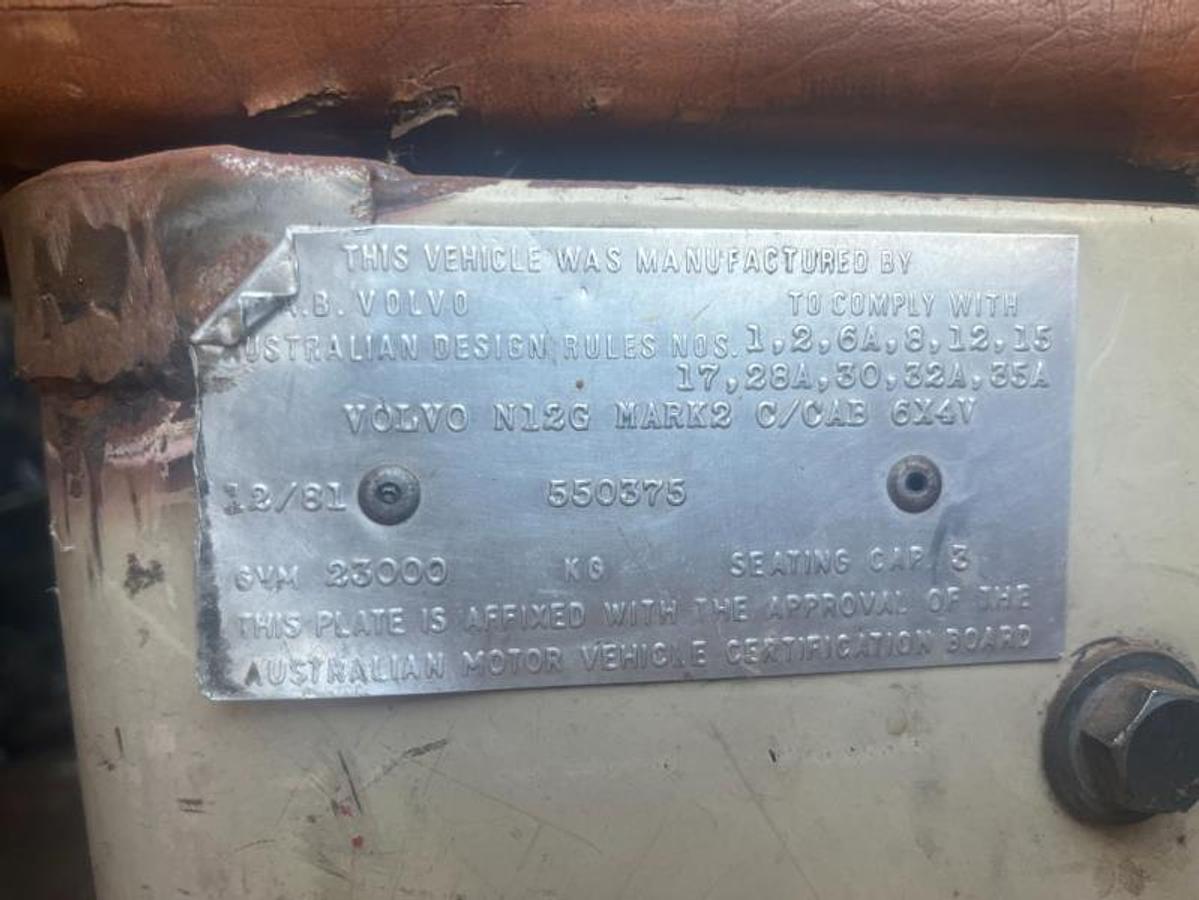 THIS VEHICLE WAS MANUFACTURED BY
A.B. VOLVO TO COMPLY WITH
AUSTRALIAN DESIGN RULES NOS. 1,2,6A,8,12,15
17,28A,30,32A,35A
VOLVO N12G MARK2 C/CAB 6X4V
12/81 550375
GVM 23000 KG SEATING CAP 3
THIS PLATE IS AFFIXED WITH THE APPROVAL OF THE
AUSTRALIAN MOTOR VEHICLE CERTIFICATION BOARD